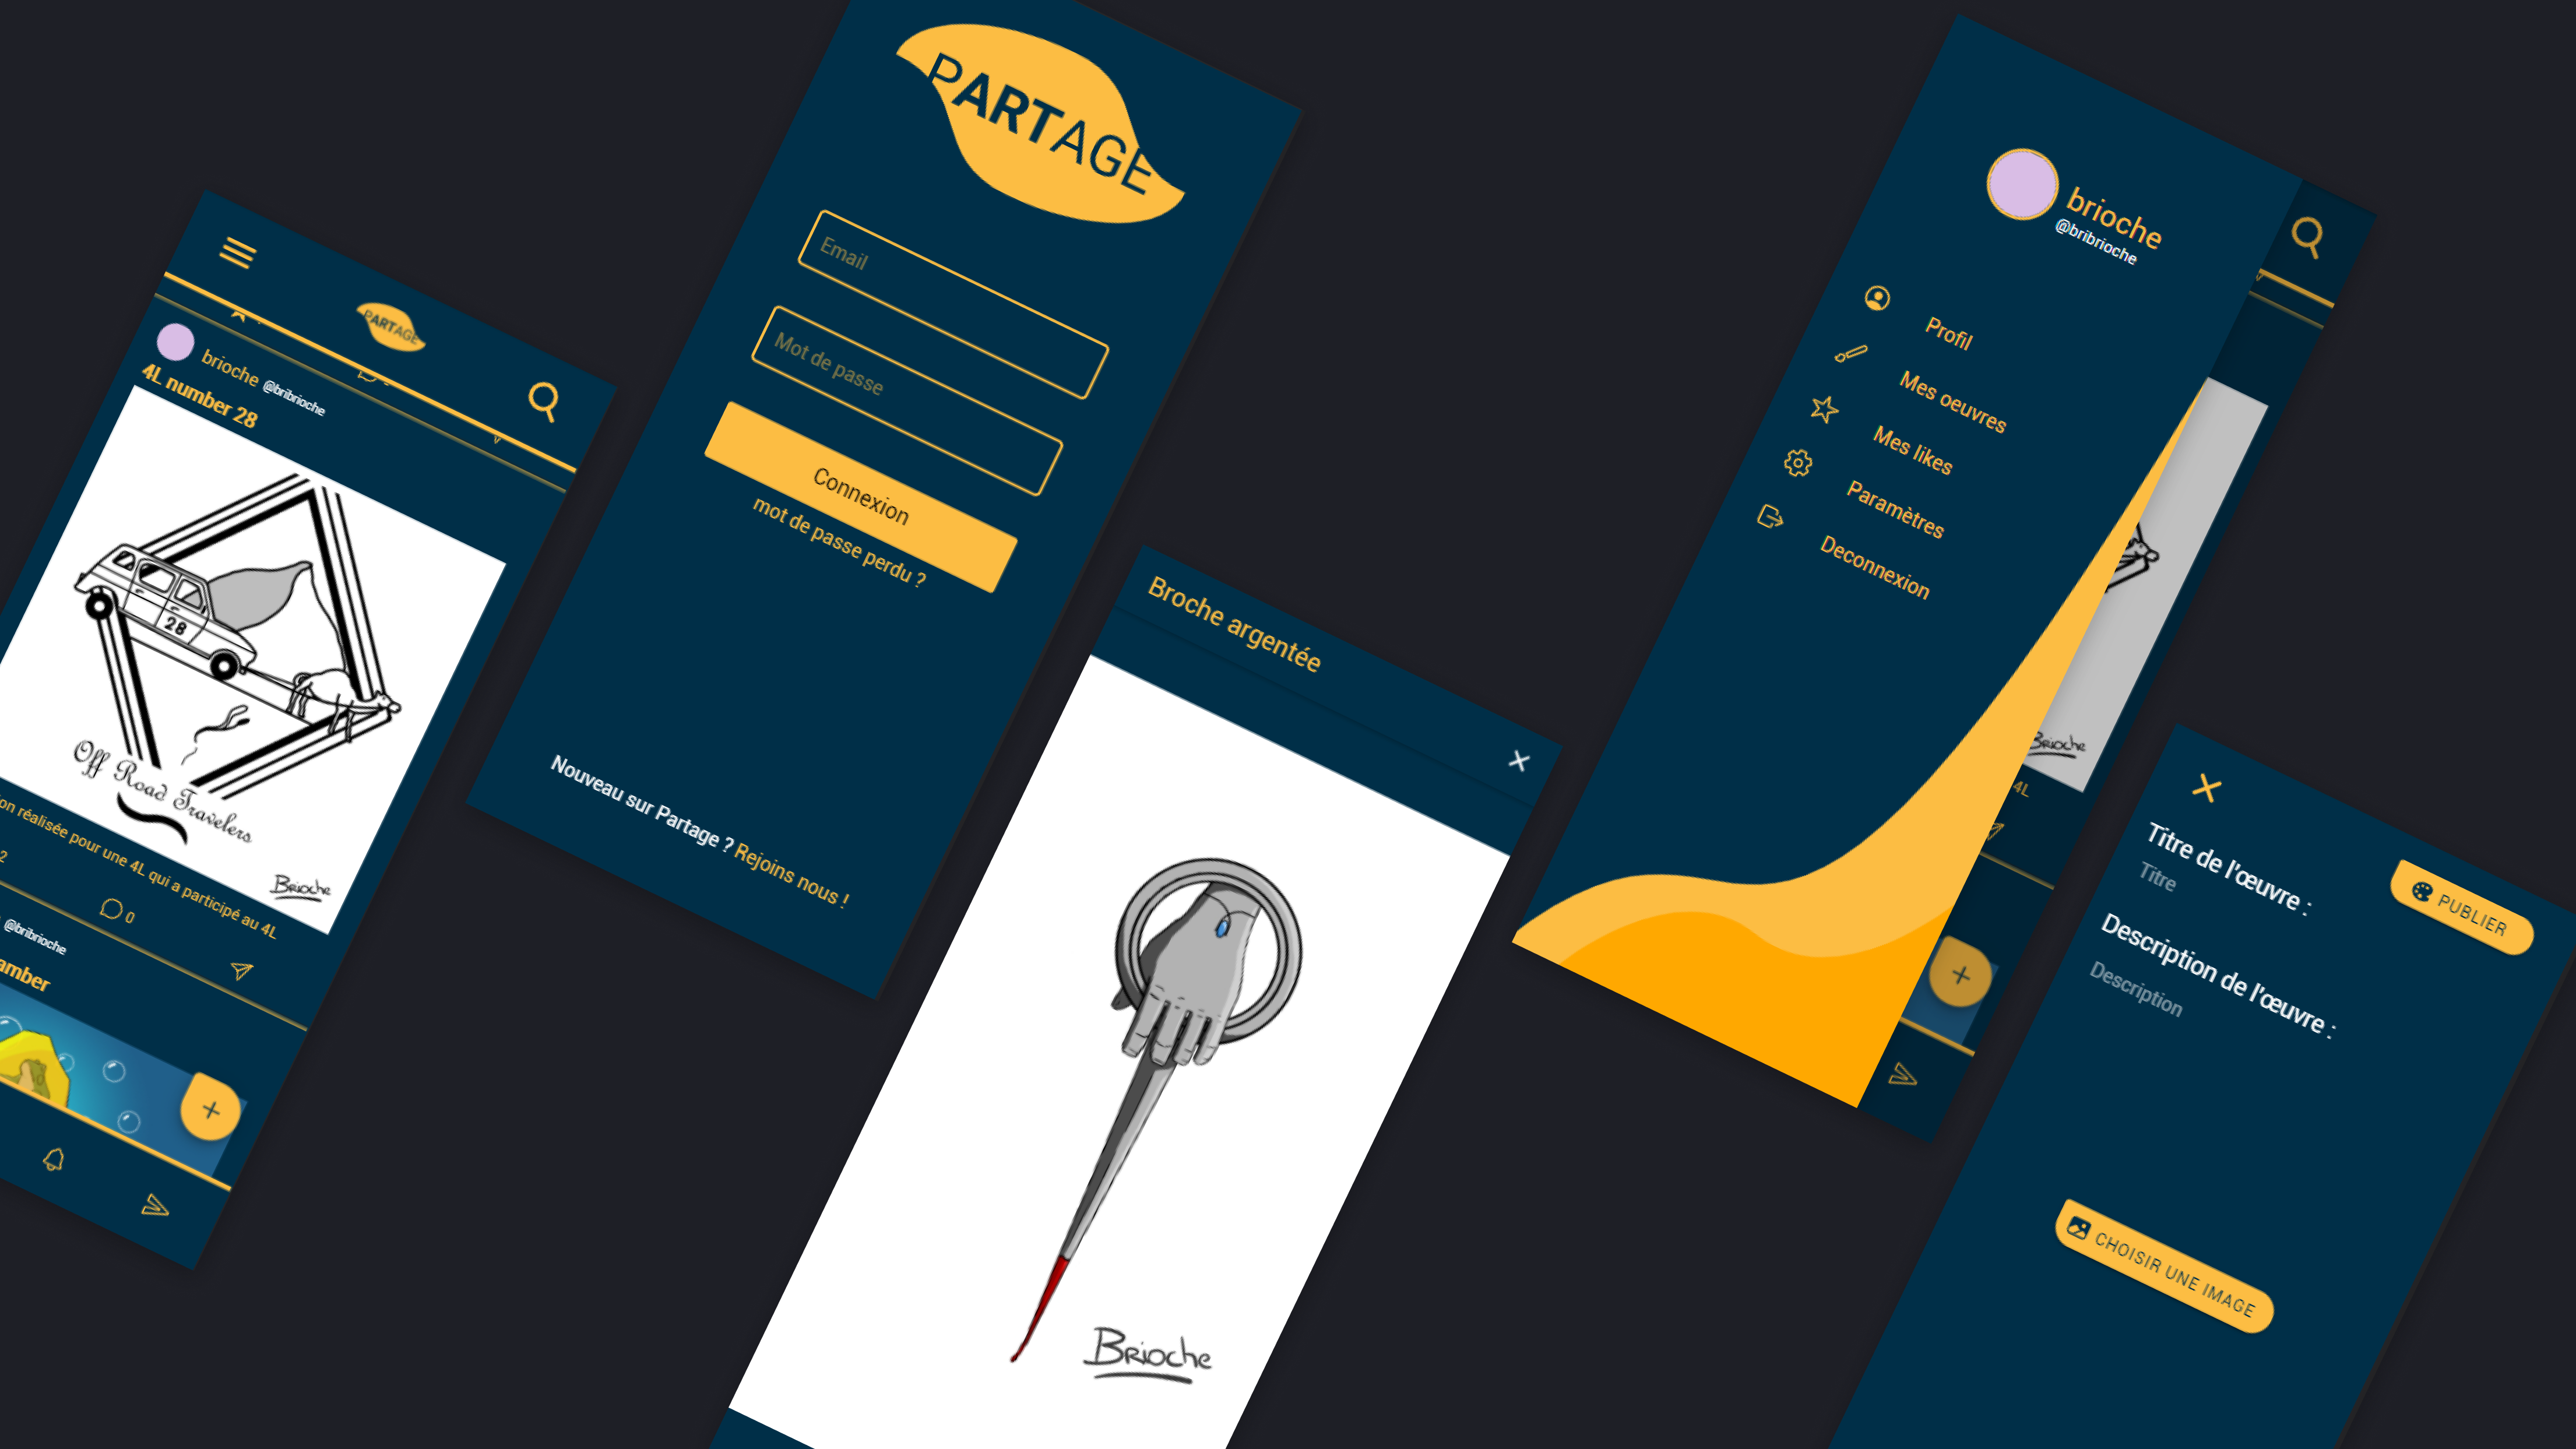 PARTAGE
brioche @bribrioche
4L number 28
28
Off Road Travelers
Brioche
réalisée pour une 4L qui a participé au 4L
2
0
@bribrioche
PARTAGE
Email
Mot de passe
Connexion
mot de passe perdu ?
Nouveau sur Partage ? Rejoins nous !
Broche argentée
Brioche
brioche
@bribrioche
Profil
Mes oeuvres
Mes likes
Paramètres
Deconnexion
Brioche
4L
PUBLIER
Titre de l'œuvre :
Titre
Description de l'œuvre :
Description
CHOISIR UNE IMAGE